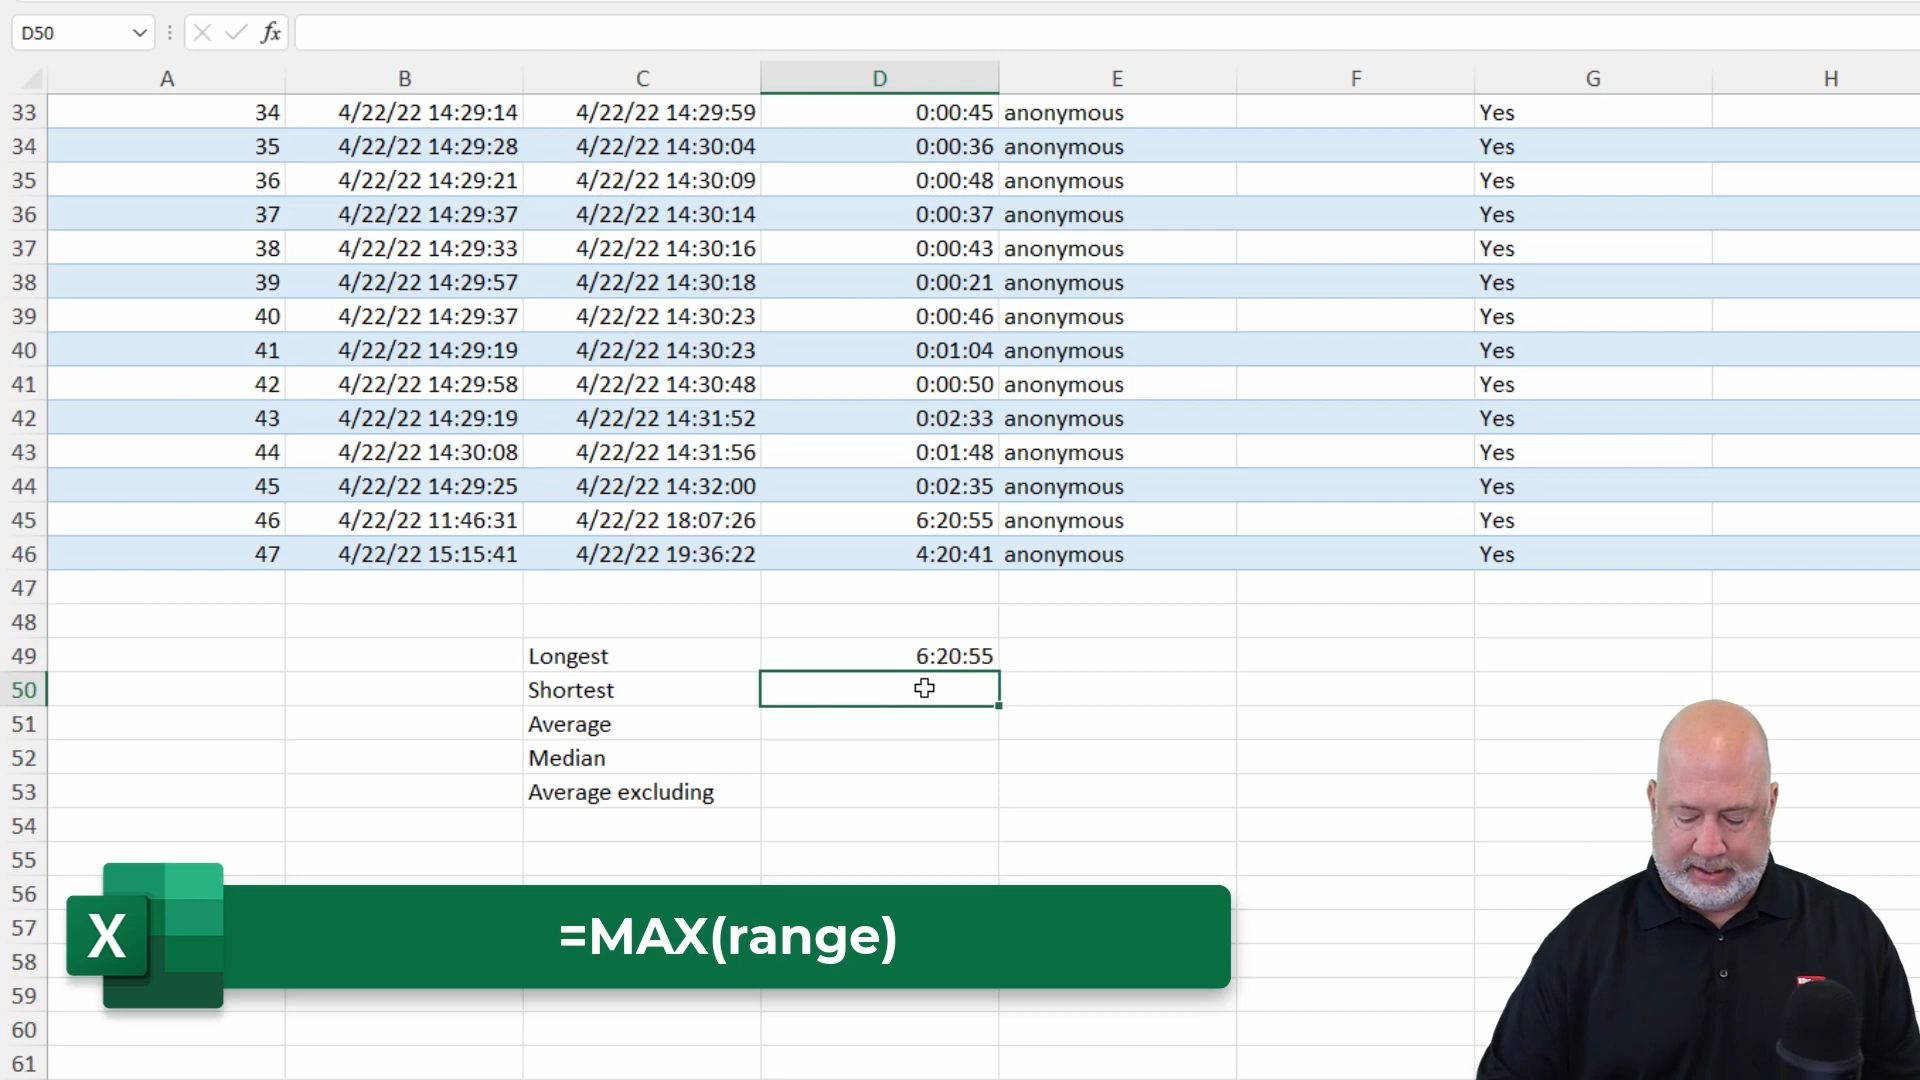 D50 fx
A B C D E F G H
33 34 4/22/22 14:29:14 4/22/22 14:29:59 0:00:45 anonymous Yes
34 35 4/22/22 14:29:28 4/22/22 14:30:04 0:00:36 anonymous Yes
35 36 4/22/22 14:29:21 4/22/22 14:30:09 0:00:48 anonymous Yes
36 37 4/22/22 14:29:37 4/22/22 14:30:14 0:00:37 anonymous Yes
37 38 4/22/22 14:29:33 4/22/22 14:30:16 0:00:43 anonymous Yes
38 39 4/22/22 14:29:57 4/22/22 14:30:18 0:00:21 anonymous Yes
39 40 4/22/22 14:29:37 4/22/22 14:30:23 0:00:46 anonymous Yes
40 41 4/22/22 14:29:19 4/22/22 14:30:23 0:01:04 anonymous Yes
41 42 4/22/22 14:29:58 4/22/22 14:30:48 0:00:50 anonymous Yes
42 43 4/22/22 14:29:19 4/22/22 14:31:52 0:02:33 anonymous Yes
43 44 4/22/22 14:30:08 4/22/22 14:31:56 0:01:48 anonymous Yes
44 45 4/22/22 14:29:25 4/22/22 14:32:00 0:02:35 anonymous Yes
45 46 4/22/22 11:46:31 4/22/22 18:07:26 6:20:55 anonymous Yes
46 47 4/22/22 15:15:41 4/22/22 19:36:22 4:20:41 anonymous Yes
47
48
49 Longest 6:20:55
50 Shortest
51 Average
52 Median
53 Average excluding
54
55
56
57 X =MAX(range)
58
59
60
61